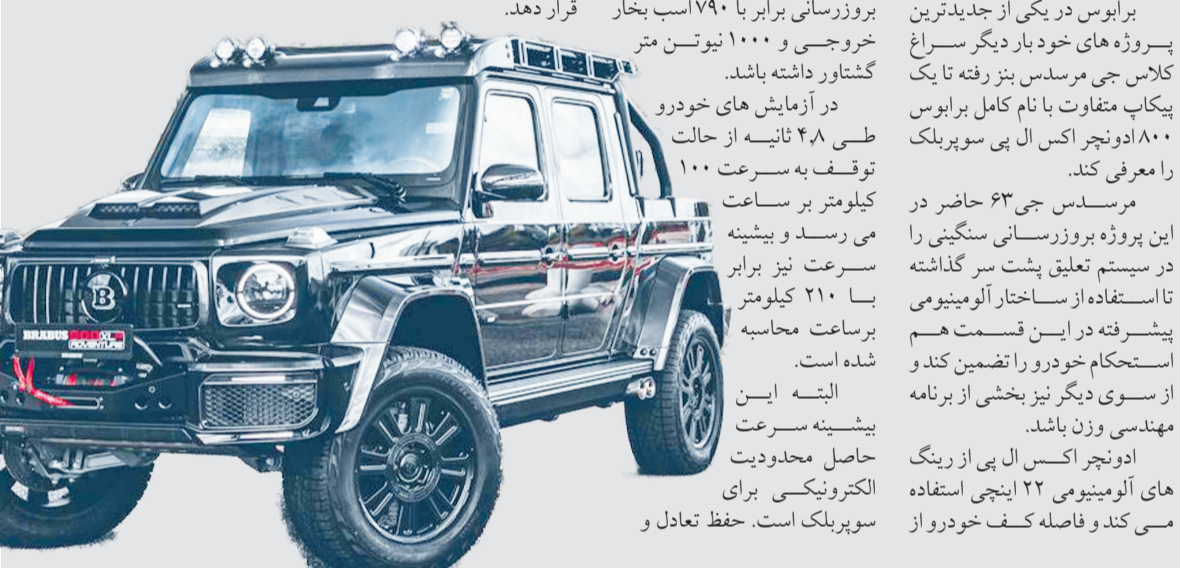 برابوس در یکی از جدیدترین
پروژه های خود بار دیگر سراغ
کلاس جی مرسدس بنز رفته تا یک
پیکاپ متفاوت با نام کامل برابوس
۸۰۰ ادونچر اکس ال پی سوپربلک
را معرفی کند.
مرسدس جی۶۳ حاضر در
این پروژه بروزرسانی سنگینی را
در سیستم تعلیق پشت سر گذاشته
تا استفاده از ساختار آلومینیومی
پیشرفته در این قسمت هم
استحکام خودرو را تضمین کند و
از سوی دیگر نیز بخشی از برنامه
مهندسی وزن باشد.
ادونچر اکس ال پی از رینگ
های آلومینیومی ۲۲ اینچی استفاده
می کند و فاصله کف خودرو از
بروزرسانی برابر با ۷۹۰ اسب بخار
خروجی و ۱۰۰۰ نیوتن متر
گشتاور داشته باشد.
در آزمایش های خودرو
طی ۴٫۸ ثانیه از حالت
توقف به سرعت ۱۰۰
کیلومتر بر ساعت
می رسد و بیشینه
سرعت نیز برابر
با ۲۱۰ کیلومتر
برساعت محاسبه
شده است.
البته این
بیشینه سرعت
حاصل محدودیت
الکترونیکی برای
سوپربلک است. حفظ تعادل و
قرار دهد.
B
BRABUS 800 XLP
ADVENTURE